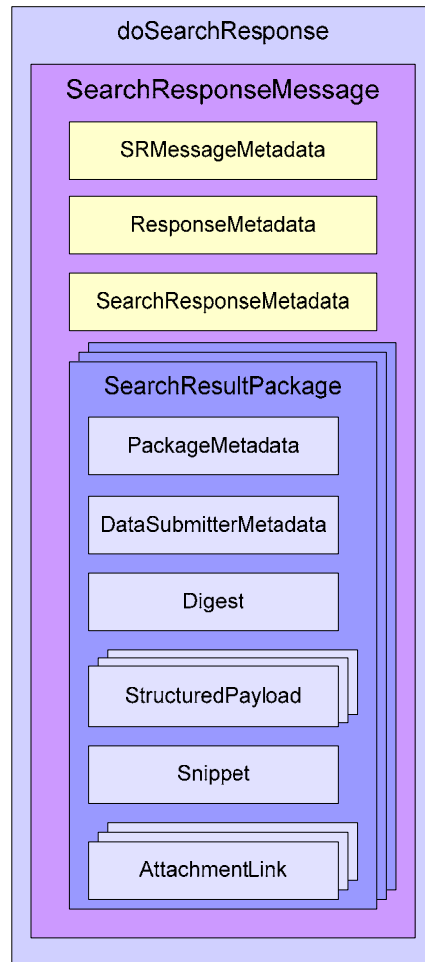 doSearchResponse
SearchResponseMessage
SRMessageMetadata
ResponseMetadata
SearchResponseMetadata
SearchResultPackage
PackageMetadata
DataSubmitterMetadata
Digest
StructuredPayload
Snippet
AttachmentLink